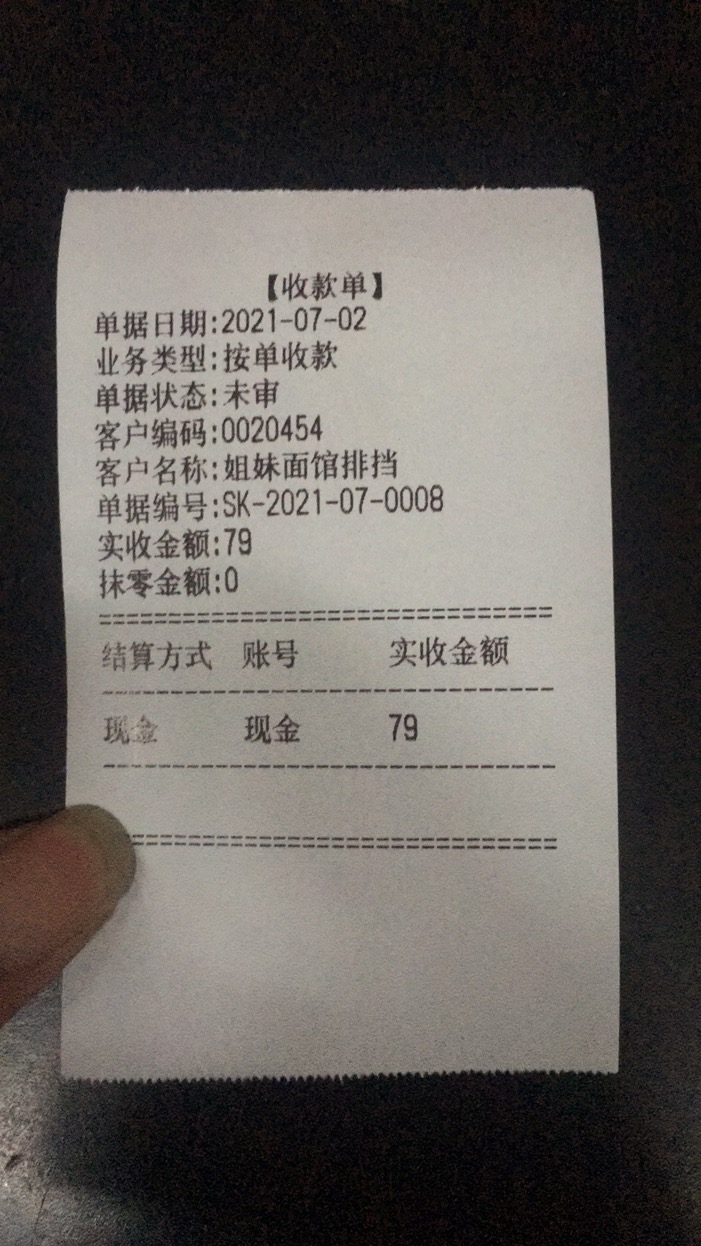 【收款单】
单据日期:2021-07-02
业务类型:按单收款
单据状态:未审
客户编码:0020454
客户名称:姐妹面馆排挡
单据编号:SK-2021-07-0008
实收金额:79
抹零金额:0
结算方式 账号 实收金额
现金 现金 79